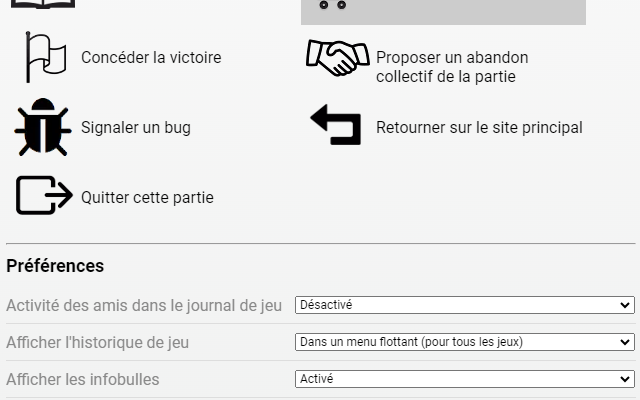 Concéder la victoire
Proposer un abandon
collectif de la partie
Signaler un bug
Retourner sur le site principal
Quitter cette partie
Préférences
Activité des amis dans le journal de jeu
Désactivé
Afficher l'historique de jeu
Dans un menu flottant (pour tous les jeux)
Afficher les infobulles
Activé